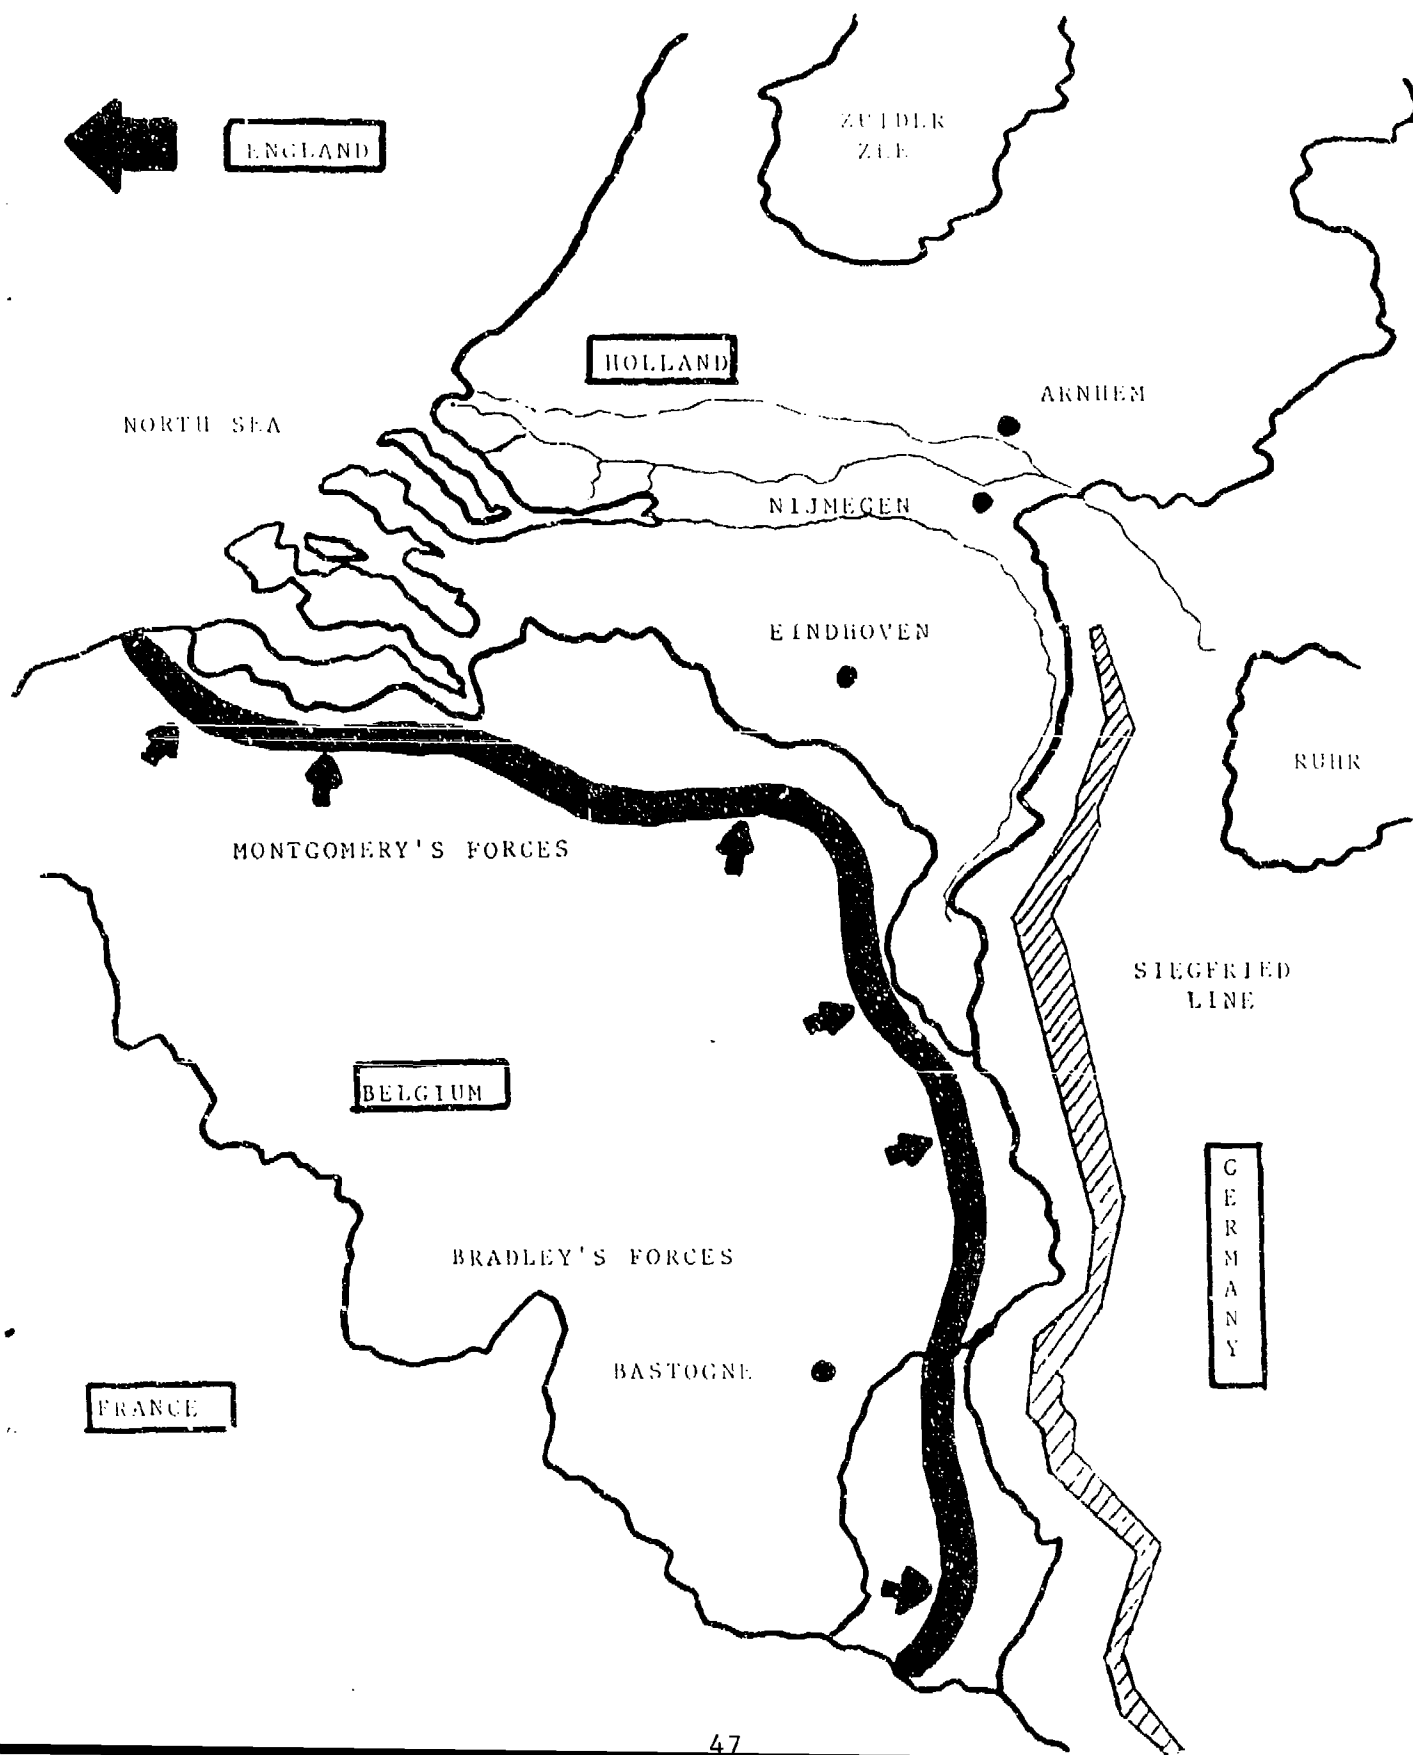 ZUIDER
ZEE
ENGLAND
HOLLAND
ARNHEM
NORTH SEA
NIJMEGEN
EINDHOVEN
RUHR
MONTGOMERY'S FORCES
SIEGFRIED
LINE
BELGIUM
GERMANY
BRADLEY'S FORCES
BASTOGNE
FRANCE
47